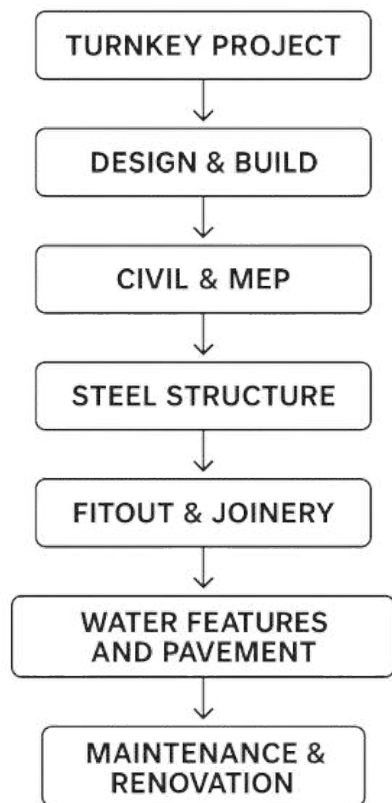 TURNKEY PROJECT
DESIGN & BUILD
CIVIL & MEP
STEEL STRUCTURE
FITOUT & JOINERY
WATER FEATURES
AND PAVEMENT
MAINTENANCE &
RENOVATION